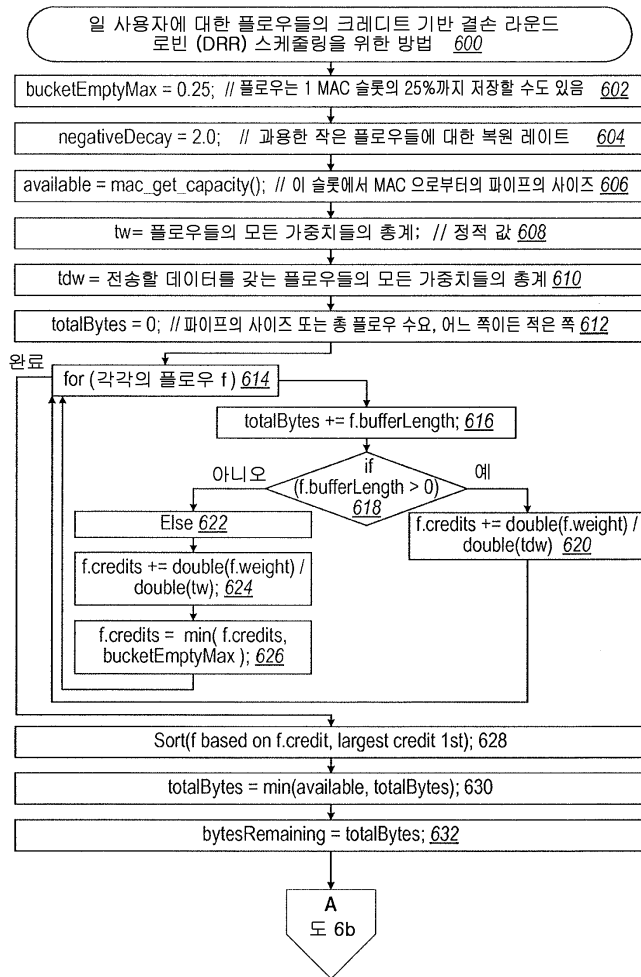 일 사용자에 대한 플로우들의 크레디트 기반 결손 라운드
로빈 (DRR) 스케줄링을 위한 방법 600
bucketEmptyMax = 0.25; // 플로우는 1 MAC 슬롯의 25%까지 저장할 수도 있음 602
negativeDecay = 2.0; // 과용한 작은 플로우들에 대한 복원 레이트 604
available = mac_get_capacity(); // 이 슬롯에서 MAC 으로부터의 파이프의 사이즈 606
tw= 플로우들의 모든 가중치들의 총계; // 정적 값 608
tdw = 전송할 데이터를 갖는 플로우들의 모든 가중치들의 총계 610
totalBytes = 0; // 파이프의 사이즈 또는 총 플로우 수요, 어느 쪽이든 적은 쪽 612
완료
for (각각의 플로우 f ) 614
totalBytes += f.bufferLength; 616
아니오
if
(f.bufferLength > 0)
618
예
Else 622
f.credits += double(f.weight) /
double(tdw) 620
f.credits += double(f.weight) /
double(tw); 624
f.credits = min( f.credits,
bucketEmptyMax ); 626
Sort(f based on f.credit, largest credit 1st); 628
totalBytes = min(available, totalBytes); 630
bytesRemaining = totalBytes; 632
A
도 6b